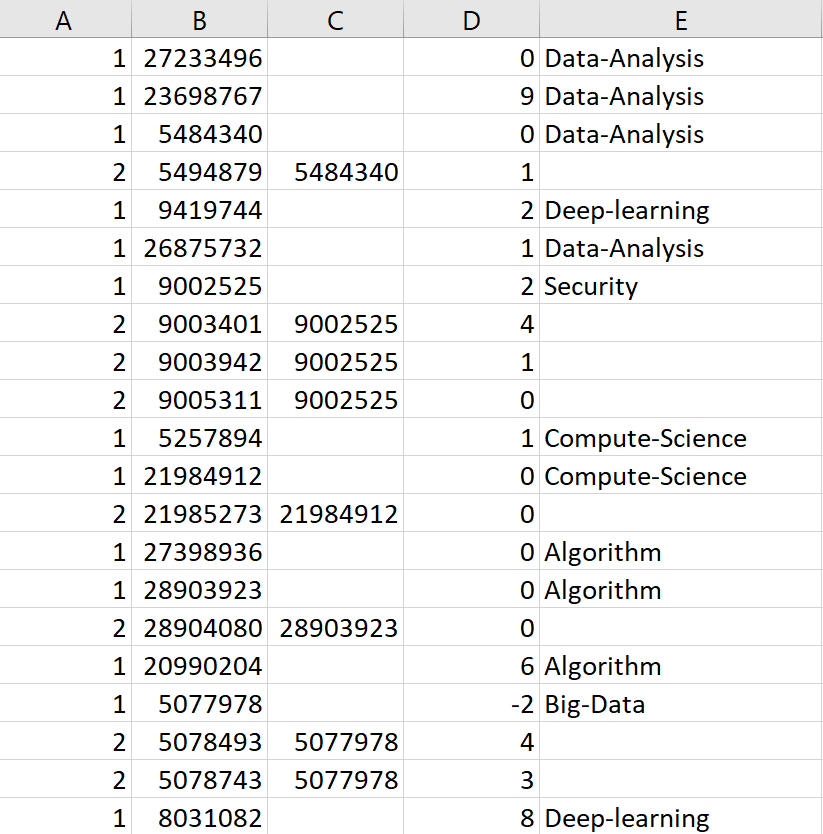 A B C D E
1 27233496 0 Data-Analysis
1 23698767 9 Data-Analysis
1 5484340 0 Data-Analysis
2 5494879 5484340 1
1 9419744 2 Deep-learning
1 26875732 1 Data-Analysis
1 9002525 2 Security
2 9003401 9002525 4
2 9003942 9002525 1
2 9005311 9002525 0
1 5257894 1 Compute-Science
1 21984912 0 Compute-Science
2 21985273 21984912 0
1 27398936 0 Algorithm
1 28903923 0 Algorithm
2 28904080 28903923 0
1 20990204 6 Algorithm
1 5077978 -2 Big-Data
2 5078493 5077978 4
2 5078743 5077978 3
1 8031082 8 Deep-learning